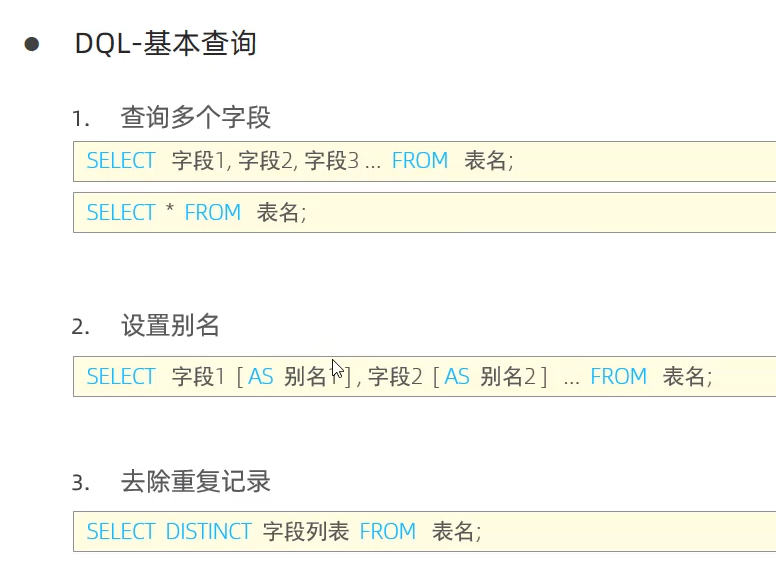 ● DQL-基本查询
1. 查询多个字段
SELECT 字段1, 字段2, 字段3 ... FROM 表名;
SELECT * FROM 表名;
2. 设置别名
SELECT 字段1 [ AS 别名1 ] , 字段2 [ AS 别名2 ] ... FROM 表名;
3. 去除重复记录
SELECT DISTINCT 字段列表 FROM 表名;